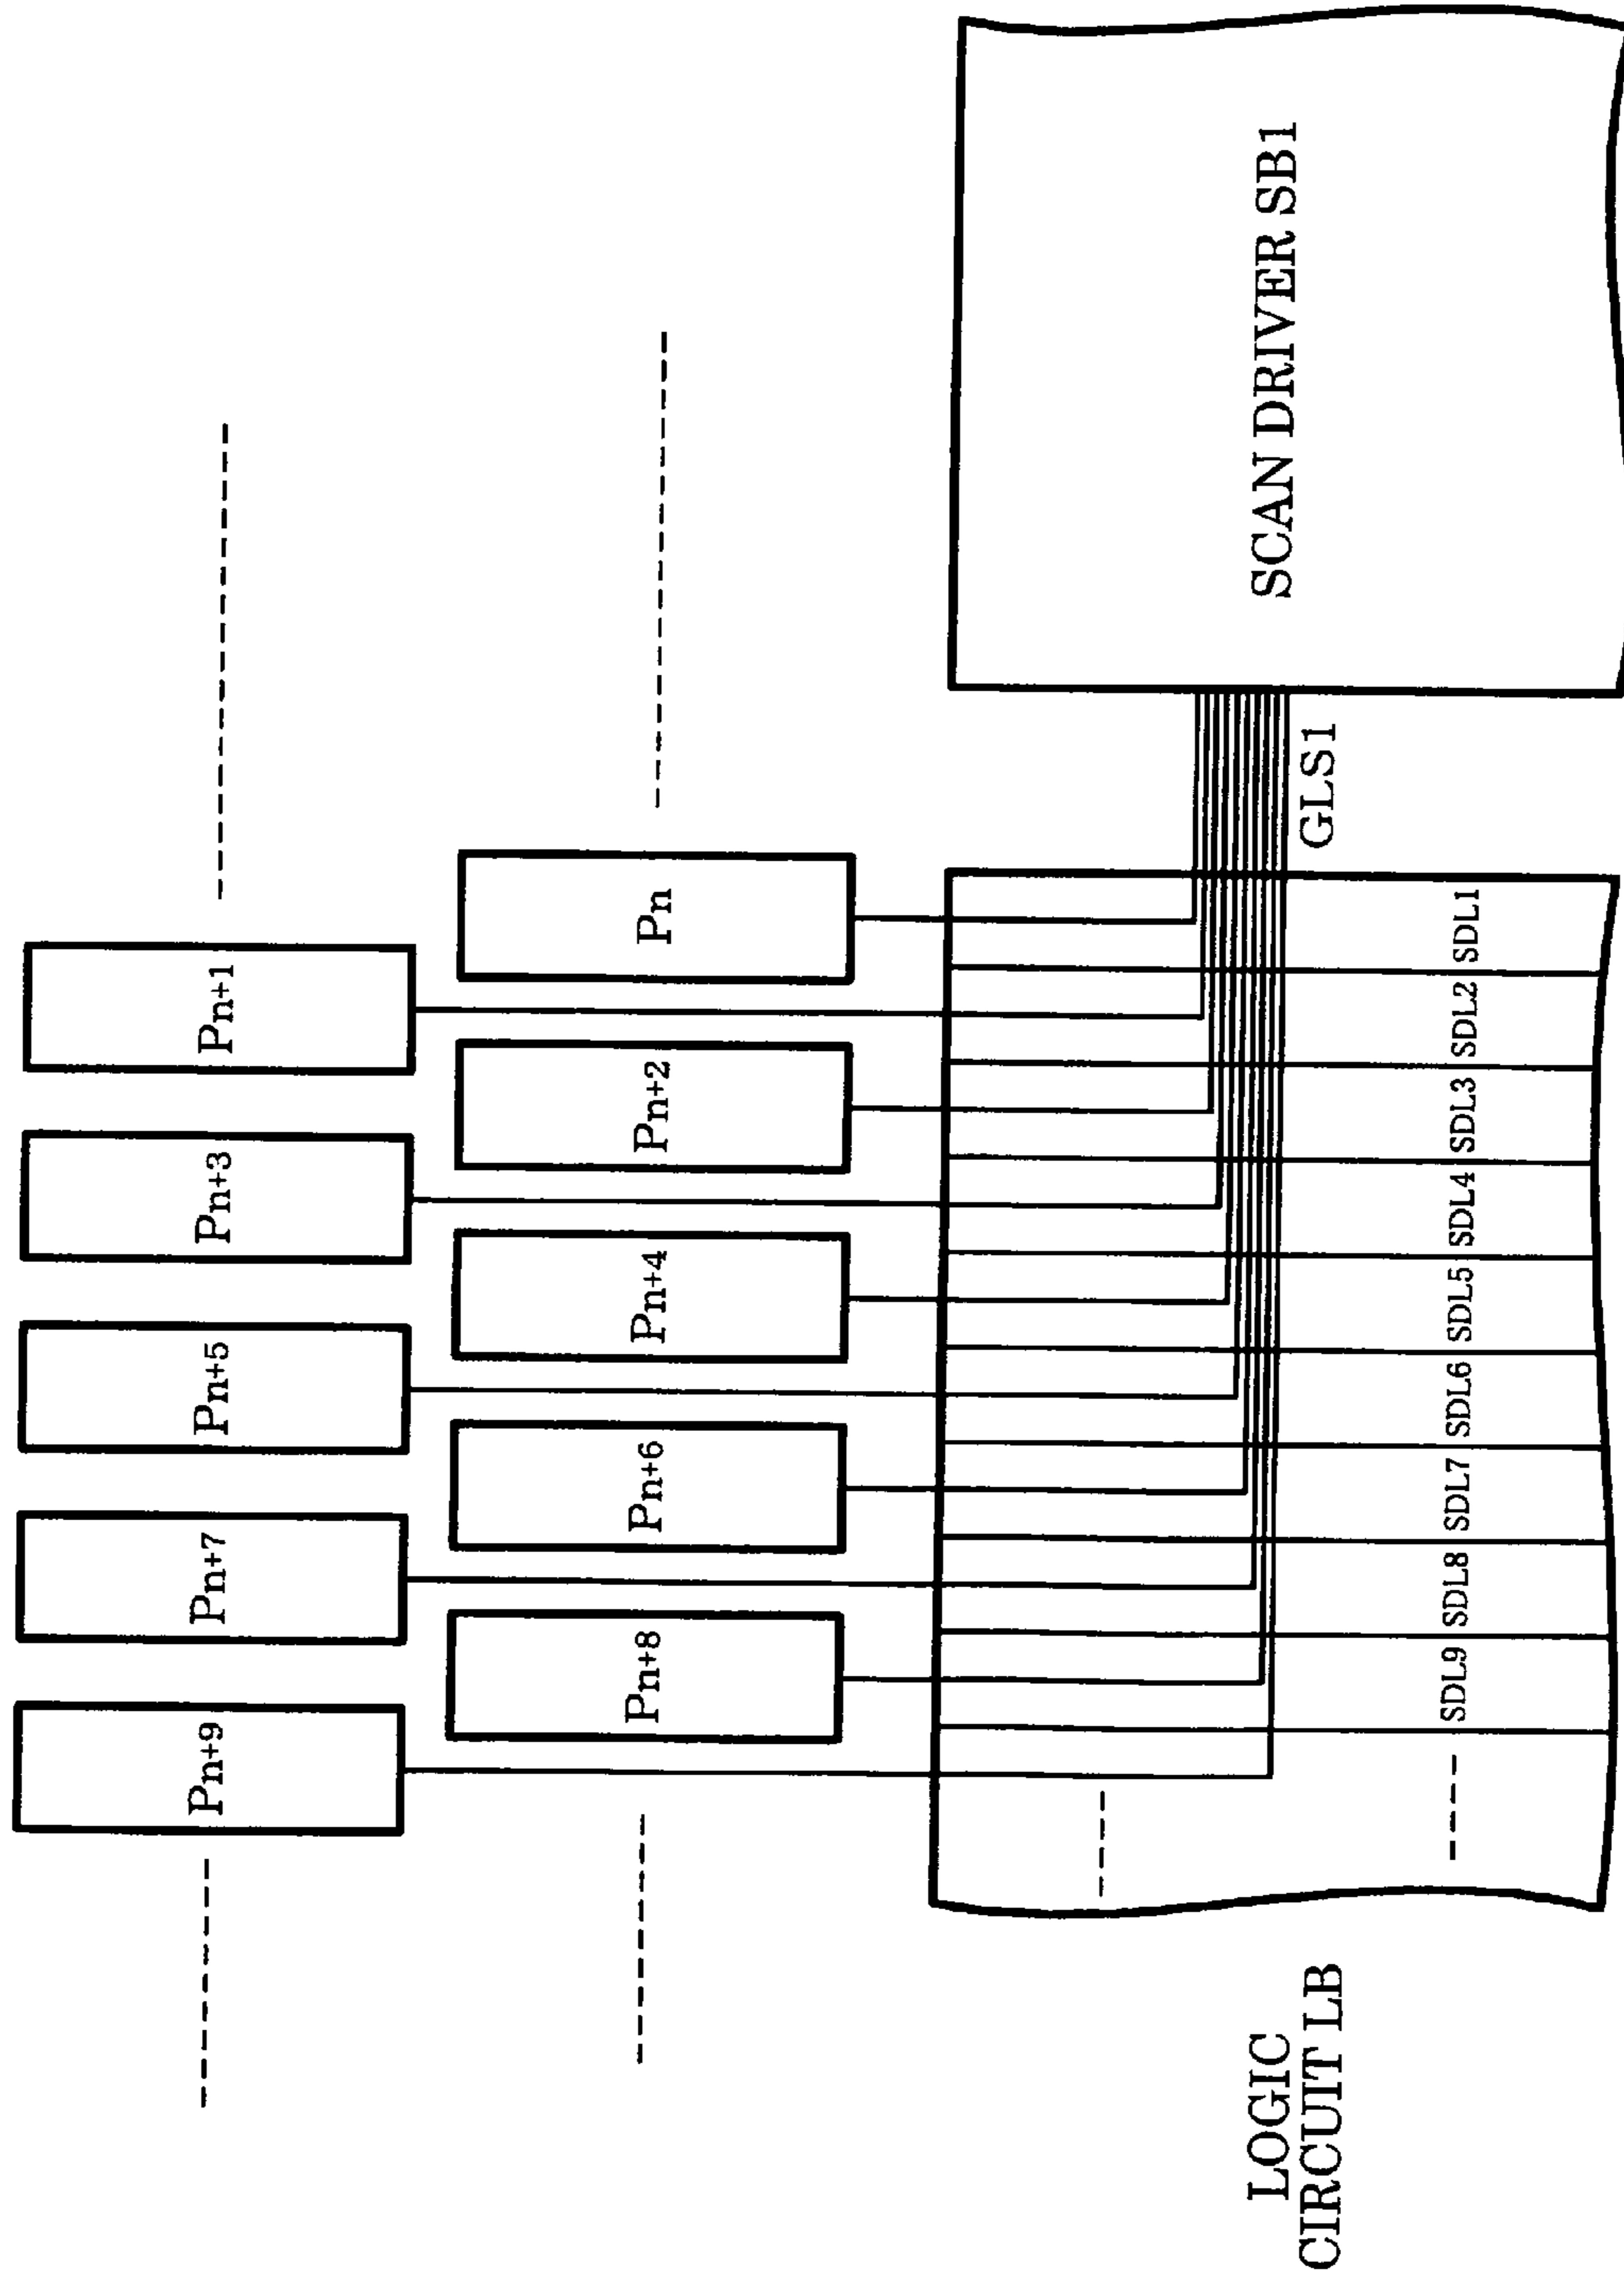 Pn+1
Pn+3
Pn+5
Pn+7
Pn+9
Pn
Pn+2
Pn+4
Pn+6
Pn+8
SCAN DRIVER SB1
GLS1
SDL1
SDL2
SDL3
SDL4
SDL5
SDL6
SDL7
SDL8
SDL9
LOGIC
CIRCUIT LB